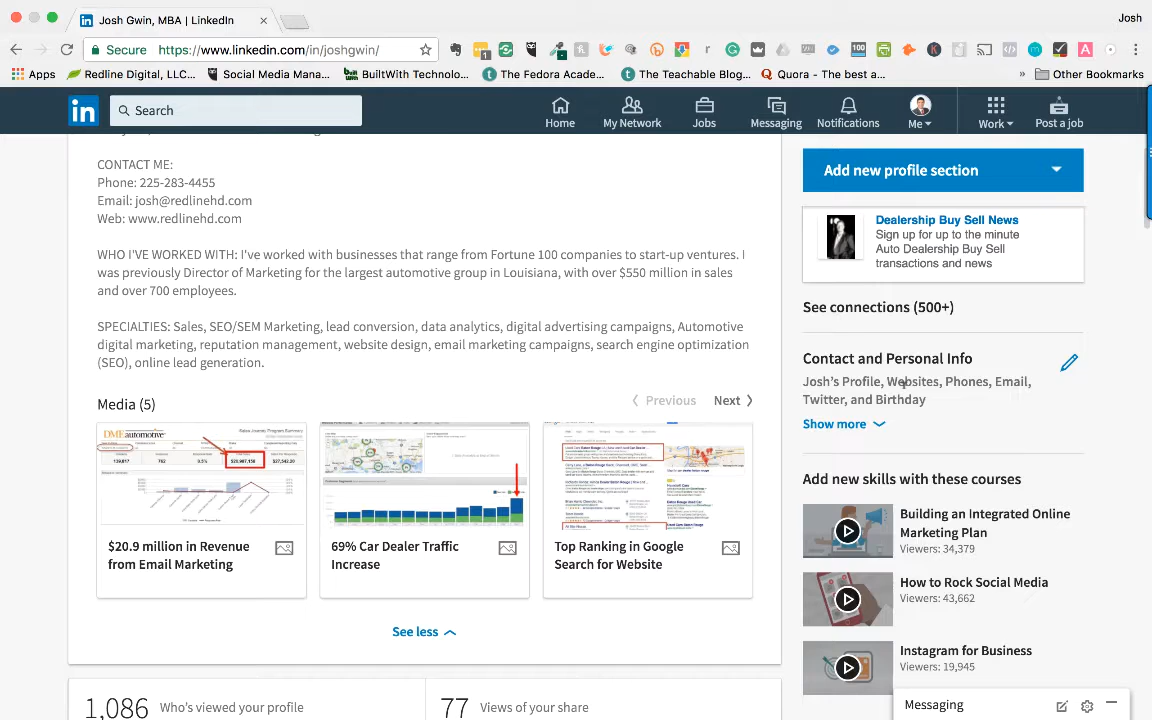 Josh Gwin, MBA | LinkedIn
Josh
Secure https://www.linkedin.com/in/joshgwin/
Apps
Redline Digital, LLC...
Social Media Mana...
BuiltWith Technolo...
The Fedora Acade...
The Teachable Blog...
Quora - The best a...
» Other Bookmarks
in
Search
Home
My Network
Jobs
Messaging
Notifications
Me
Work
Post a job
CONTACT ME:
Phone: 225-283-4455
Email: josh@redlinehd.com
Web: www.redlinehd.com
WHO I'VE WORKED WITH: I've worked with businesses that range from Fortune 100 companies to start-up ventures. I
was previously Director of Marketing for the largest automotive group in Louisiana, with over $550 million in sales
and over 700 employees.
SPECIALTIES: Sales, SEO/SEM Marketing, lead conversion, data analytics, digital advertising campaigns, Automotive
digital marketing, reputation management, website design, email marketing campaigns, search engine optimization
(SEO), online lead generation.
Media (5)
Previous
Next
DMEautomotive
$20.9 million in Revenue
from Email Marketing
69% Car Dealer Traffic
Increase
Top Ranking in Google
Search for Website
See less
1,086 Who's viewed your profile
77 Views of your share
Add new profile section
Dealership Buy Sell News
Sign up for up to the minute
Auto Dealership Buy Sell
transactions and news
See connections (500+)
Contact and Personal Info
Josh's Profile, Websites, Phones, Email,
Twitter, and Birthday
Show more
Add new skills with these courses
Building an Integrated Online
Marketing Plan
Viewers: 34,379
How to Rock Social Media
Viewers: 43,662
Instagram for Business
Viewers: 19,945
Messaging